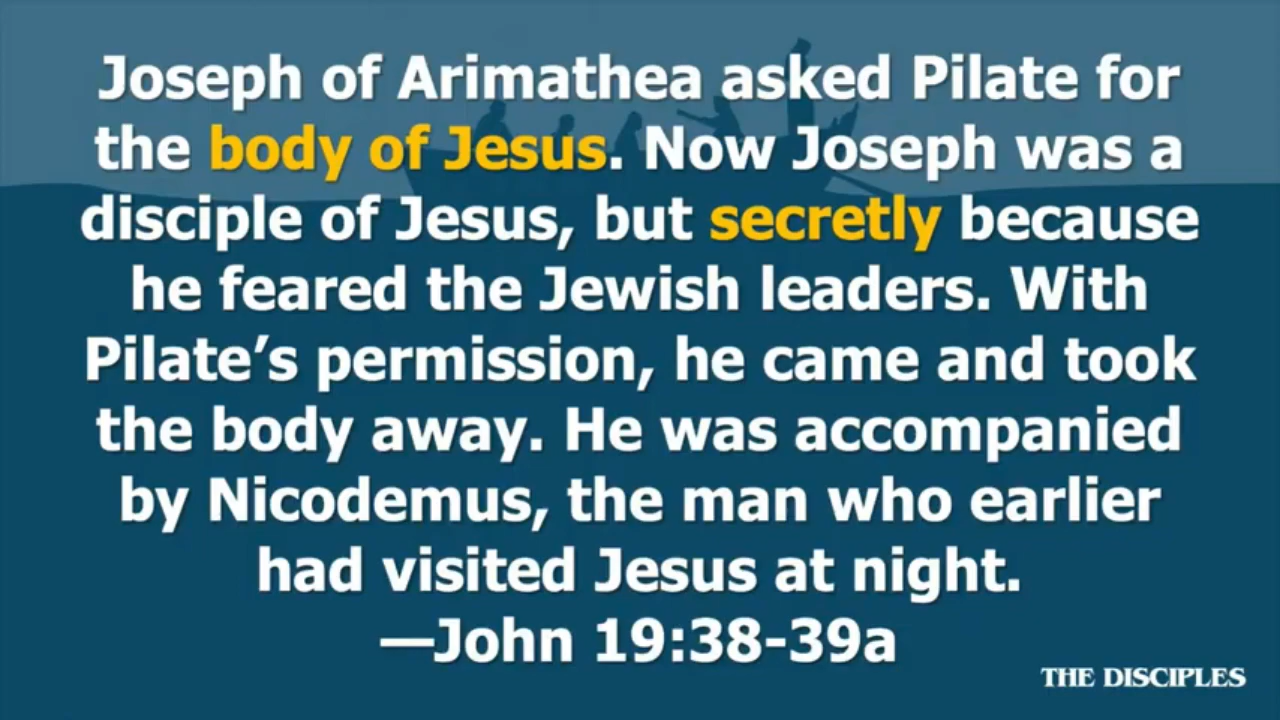 Joseph of Arimathea asked Pilate for
the body of Jesus. Now Joseph was a
disciple of Jesus, but secretly because
he feared the Jewish leaders. With
Pilate’s permission, he came and took
the body away. He was accompanied
by Nicodemus, the man who earlier
had visited Jesus at night.
—John 19:38-39a
THE DISCIPLES